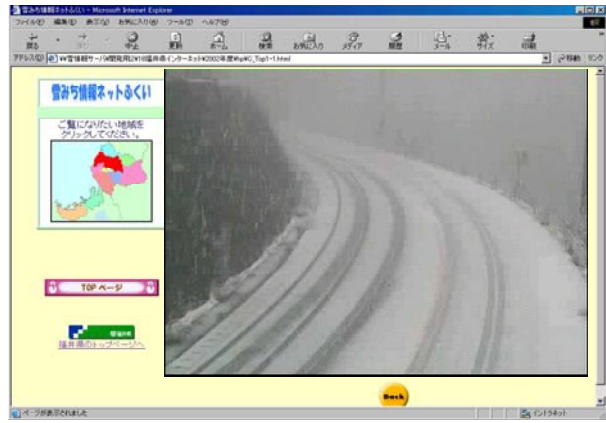 雪みち情報ネットふくい - Microsoft Internet Explorer
ファイル(F) 編集(E) 表示(V) お気に入り(A) ツール(T) ヘルプ(H)
戻る 中止 更新 ホーム 検索 お気に入り メディア 履歴 メール サイズ 印刷
アドレス(D) 移動 リンク
雪みち情報ネットふくい
ご覧になりたい地域を
クリックしてください。
TOP ページ
福井県
福井県のトップページへ
Back
ページが表示されました イントラネット